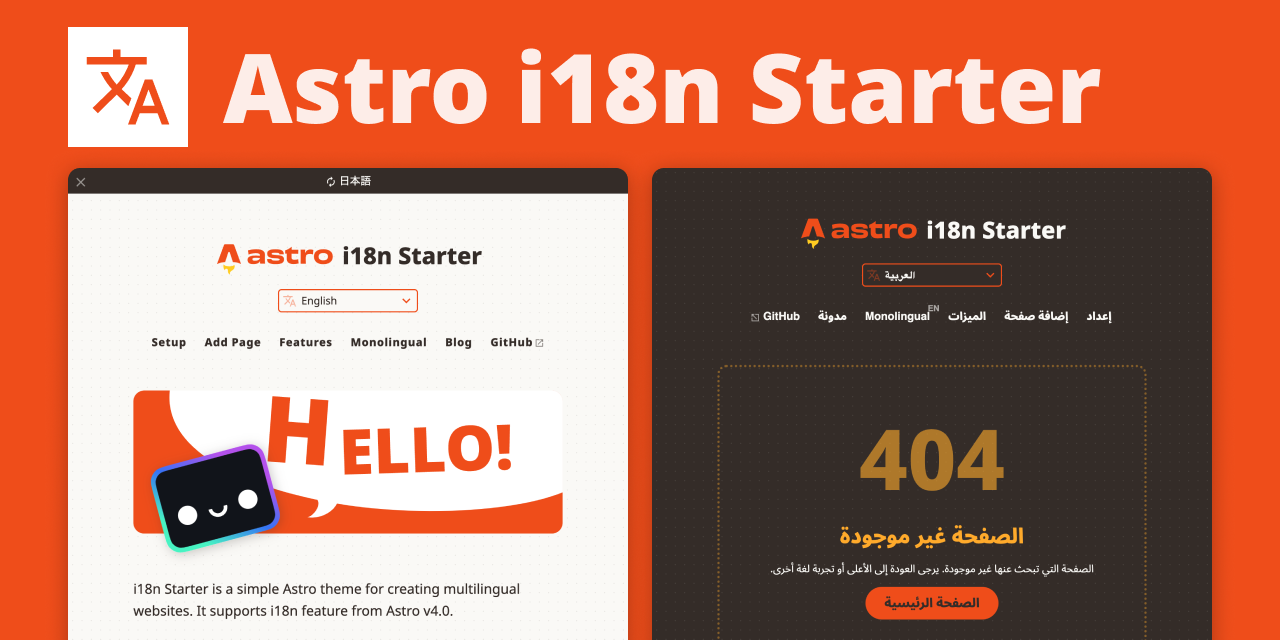 Astro i18n Starter
日本語
astro i18n Starter
English
Setup Add Page Features Monolingual Blog GitHub
HELLO!
i18n Starter is a simple Astro theme for creating multilingual
websites. It supports i18n feature from Astro v4.0.
astro i18n Starter
العربية
إعداد إضافة صفحة الميزات Monolingual EN مدونة GitHub
404
الصفحة غير موجودة
الصفحة التي تبحث عنها غير موجودة. يرجى العودة إلى الأعلى أو تجربة لغة أخرى.
الصفحة الرئيسية